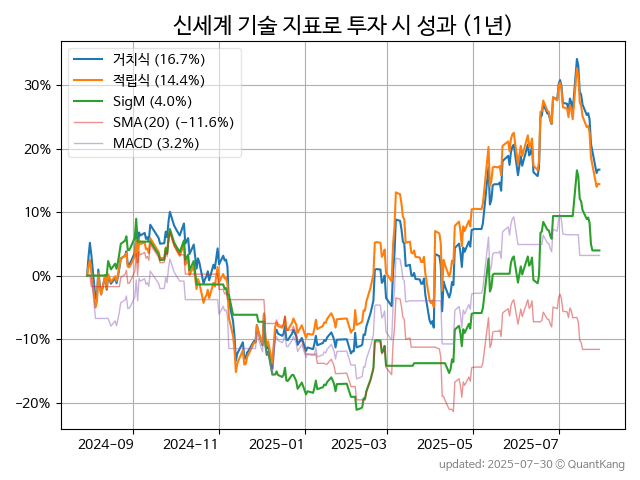 신세계 기술 지표로 투자 시 성과 (1년)
거치식 (16.7%)
적립식 (14.4%)
SigM (4.0%)
SMA(20) (−11.6%)
MACD (3.2%)
30%
20%
10%
0%
−10%
−20%
2024-09 2024-11 2025-01 2025-03 2025-05 2025-07
updated: 2025-07-30 ⓒ QuantKang